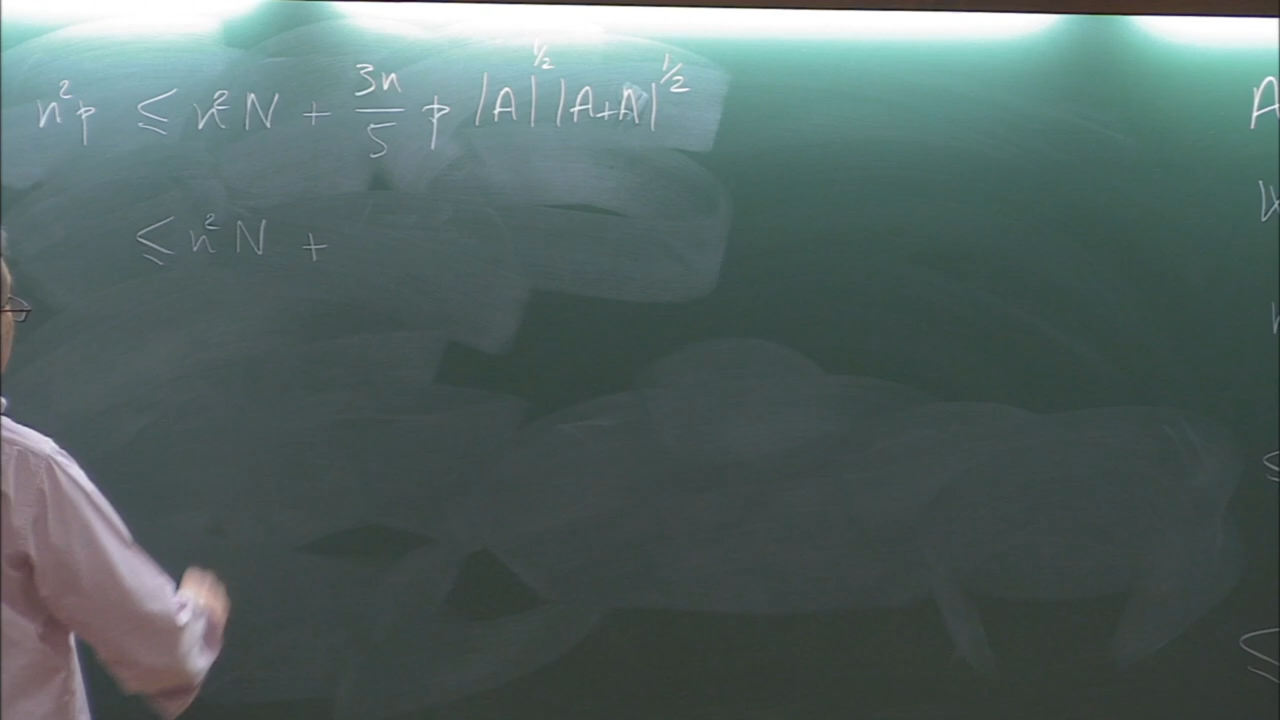 n²p ≤ n²N + 3n/5 p |A|^½ |A+A|^½
≤ n²N +
A